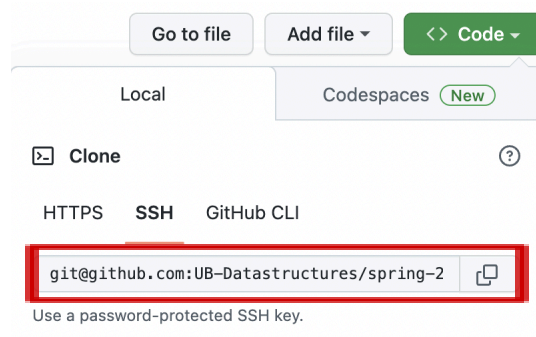 Go to file Add file <> Code
Local Codespaces New
Clone ?
HTTPS SSH GitHub CLI
git@github.com:UB-Datastructures/spring-2
Use a password-protected SSH key.